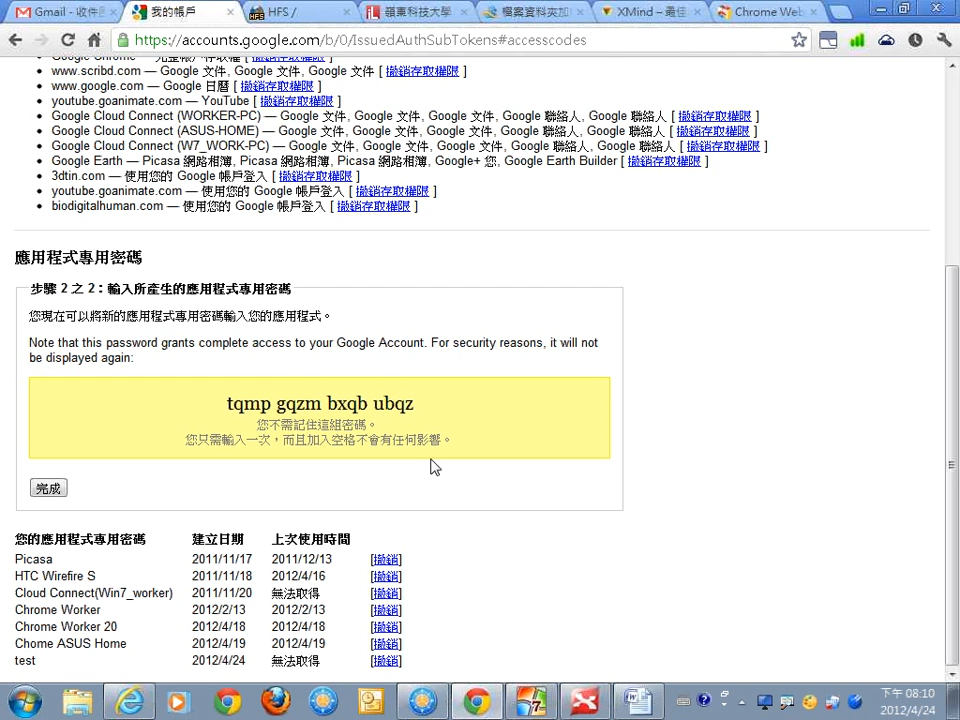 Gmail - 收件匣
我的帳戶
HFS /
嶺東科技大學
檔案資料夾加
XMind – 最佳
Chrome Web
https://accounts.google.com/b/0/IssuedAuthSubTokens#accesscodes
• www.scribd.com — Google 文件, Google 文件, Google 文件 [ 撤銷存取權限 ]
• www.google.com — Google 日曆 [ 撤銷存取權限 ]
• youtube.goanimate.com — YouTube [ 撤銷存取權限 ]
• Google Cloud Connect (WORKER-PC) — Google 文件, Google 文件, Google 文件, Google 聯絡人, Google 聯絡人 [ 撤銷存取權限 ]
• Google Cloud Connect (ASUS-HOME) — Google 文件, Google 文件, Google 文件, Google 聯絡人, Google 聯絡人 [ 撤銷存取權限 ]
• Google Cloud Connect (W7_WORK-PC) — Google 文件, Google 文件, Google 文件, Google 聯絡人, Google 聯絡人 [ 撤銷存取權限 ]
• Google Earth — Picasa 網路相簿, Picasa 網路相簿, Picasa 網路相簿, Google+ 您, Google Earth Builder [ 撤銷存取權限 ]
• 3dtin.com — 使用您的 Google 帳戶登入 [ 撤銷存取權限 ]
• youtube.goanimate.com — 使用您的 Google 帳戶登入 [ 撤銷存取權限 ]
• biodigitalhuman.com — 使用您的 Google 帳戶登入 [ 撤銷存取權限 ]
應用程式專用密碼
步驟 2 之 2：輸入所產生的應用程式專用密碼
您現在可以將新的應用程式專用密碼輸入您的應用程式。
Note that this password grants complete access to your Google Account. For security reasons, it will not
be displayed again:
tqmp gqzm bxqb ubqz
您不需記住這組密碼。
您只需輸入一次，而且加入空格不會有任何影響。
完成
您的應用程式專用密碼 建立日期 上次使用時間
Picasa 2011/11/17 2011/12/13 [撤銷]
HTC Wirefire S 2011/11/18 2012/4/16 [撤銷]
Cloud Connect(Win7_worker) 2011/11/20 無法取得 [撤銷]
Chrome Worker 2012/2/13 2012/2/13 [撤銷]
Chrome Worker 20 2012/4/18 2012/4/18 [撤銷]
Chome ASUS Home 2012/4/19 2012/4/19 [撤銷]
test 2012/4/24 無法取得 [撤銷]
下午 08:10
2012/4/24